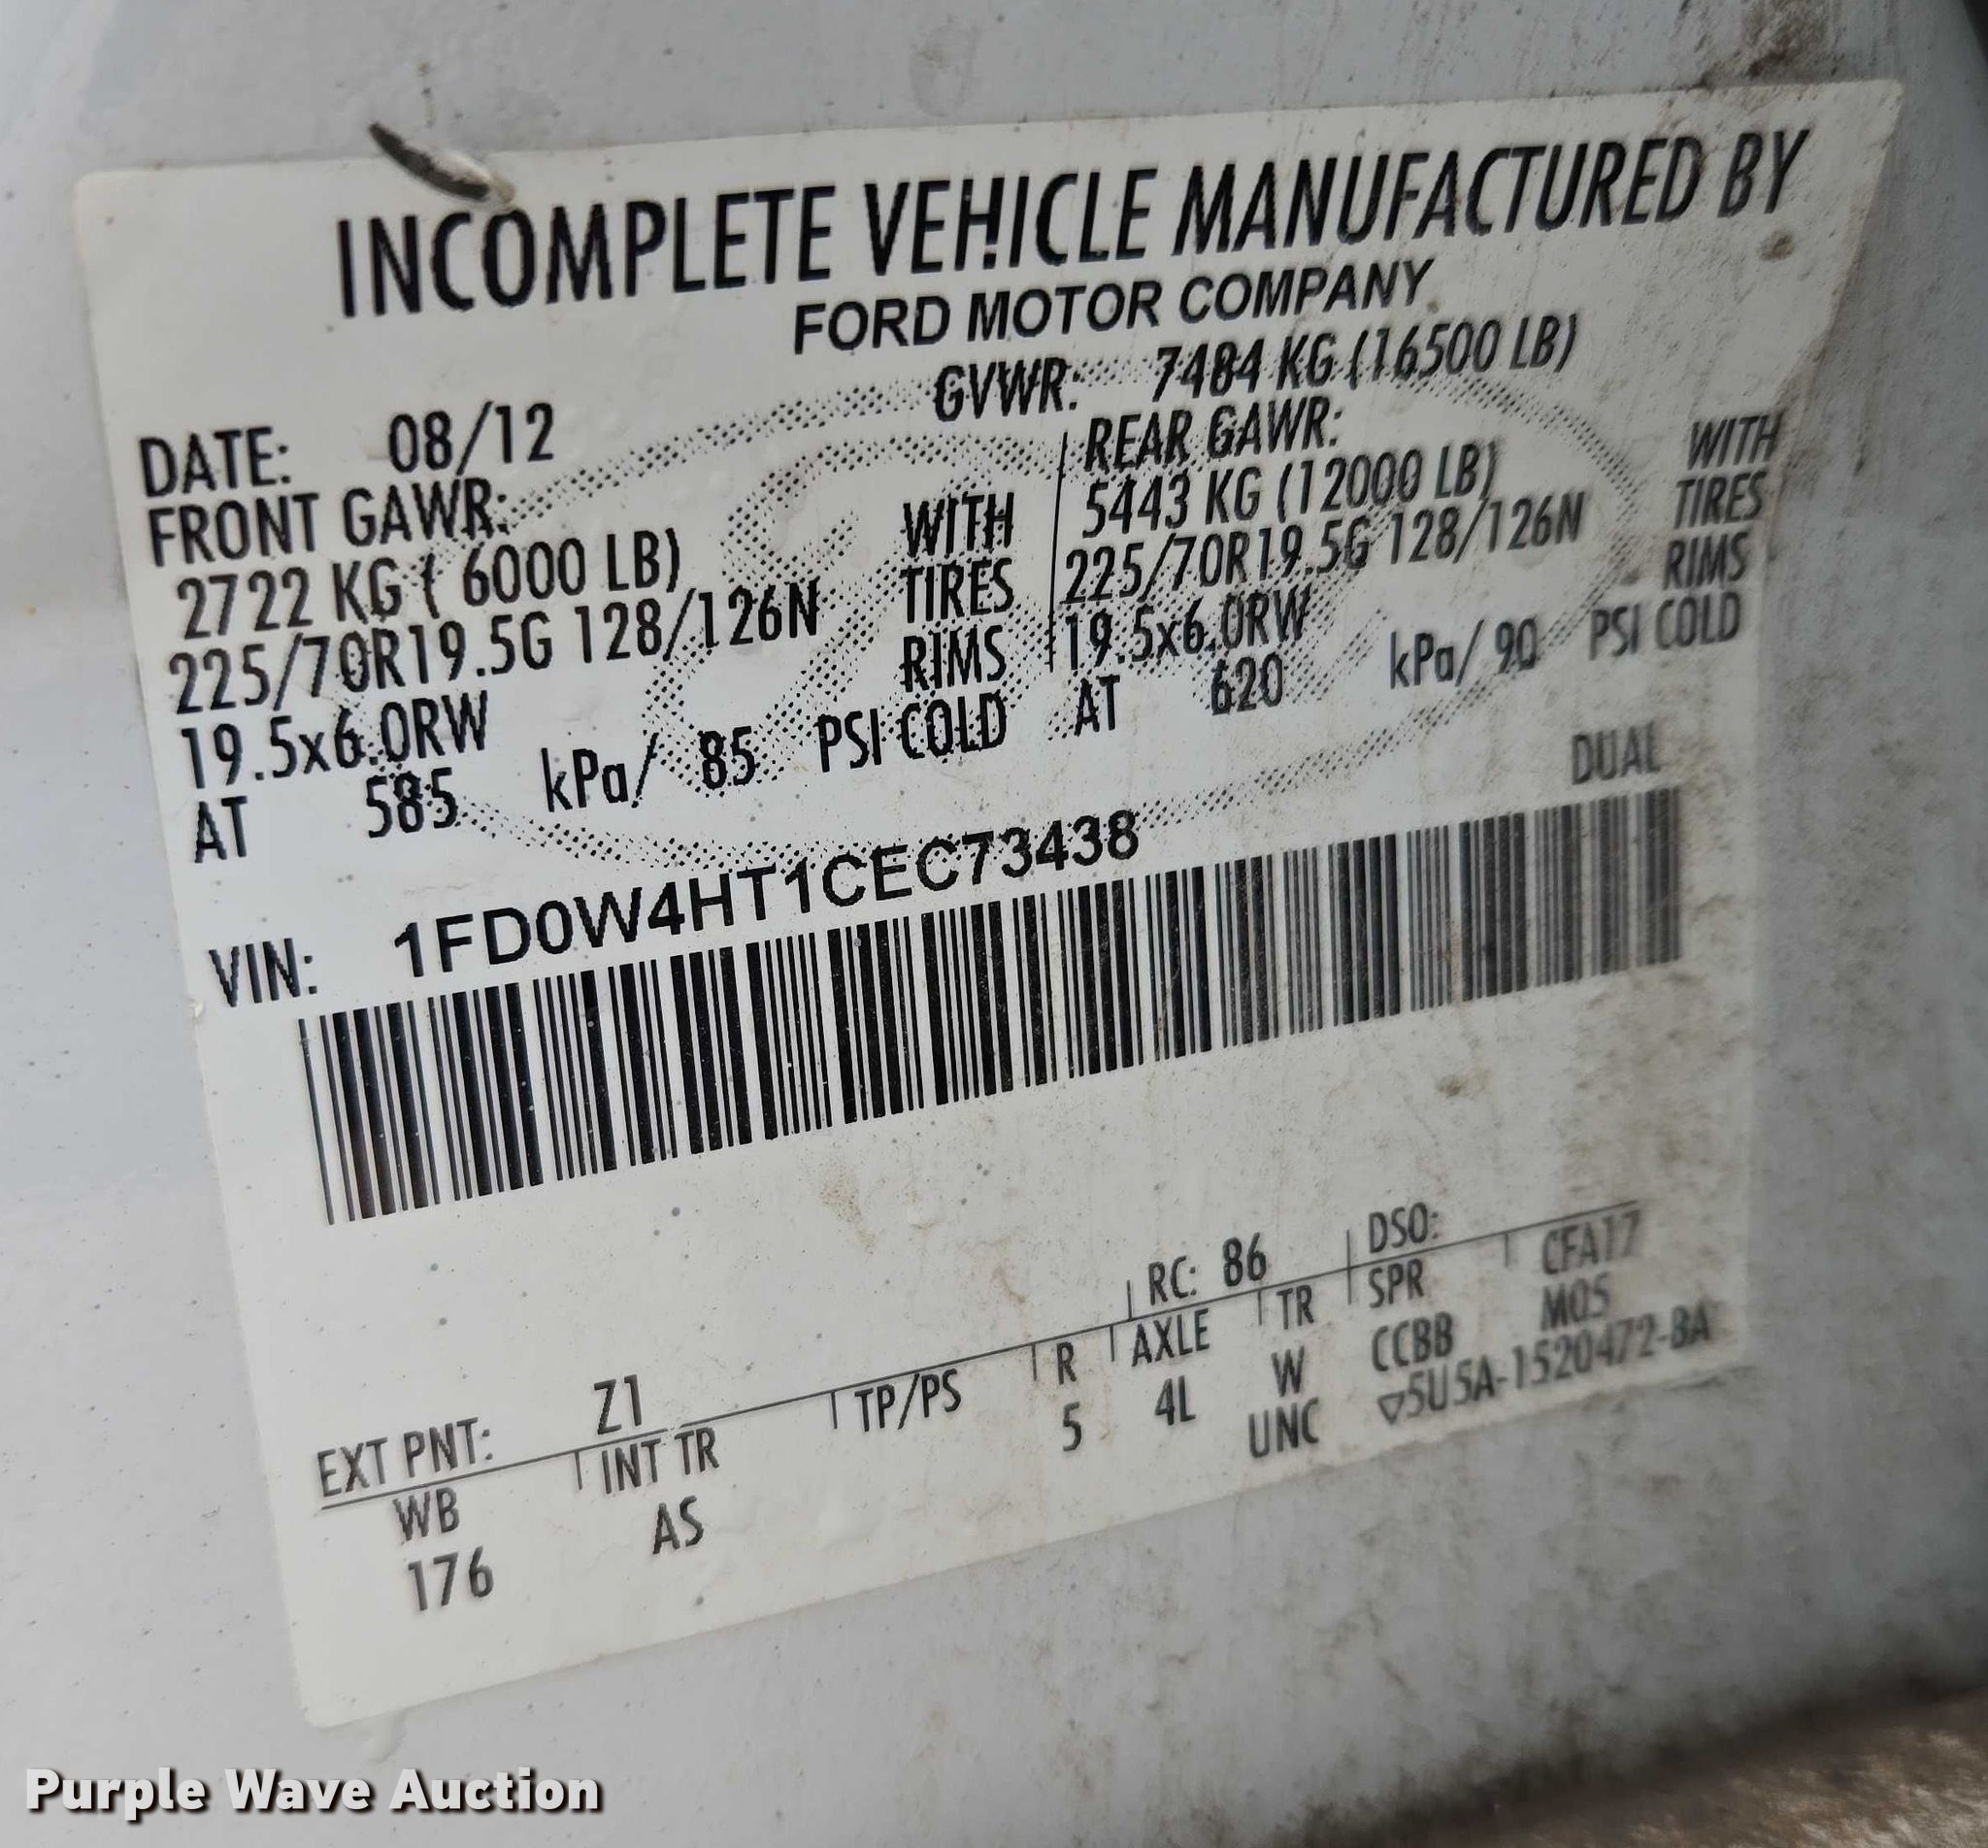 INCOMPLETE VEHICLE MANUFACTURED BY
FORD MOTOR COMPANY
DATE: 08/12 GVWR: 7484 KG (16500 LB)
FRONT GAWR: REAR GAWR:
2722 KG ( 6000 LB) WITH 5443 KG (12000 LB) WITH
225/70R19.5G 128/126N TIRES 225/70R19.5G 128/126N TIRES
19.5x6.0RW RIMS 19.5x6.0RW RIMS
AT 585 kPa/ 85 PSI COLD AT 620 kPa/ 90 PSI COLD
DUAL
VIN: 1FD0W4HT1CEC73438
EXT PNT: Z1 RC: 86 DSO:
WB INT TR TP/PS R AXLE TR SPR CFA17
176 AS 5 4L W CCBB M05
UNC ▽5U5A-1520472-BA
Purple Wave Auction